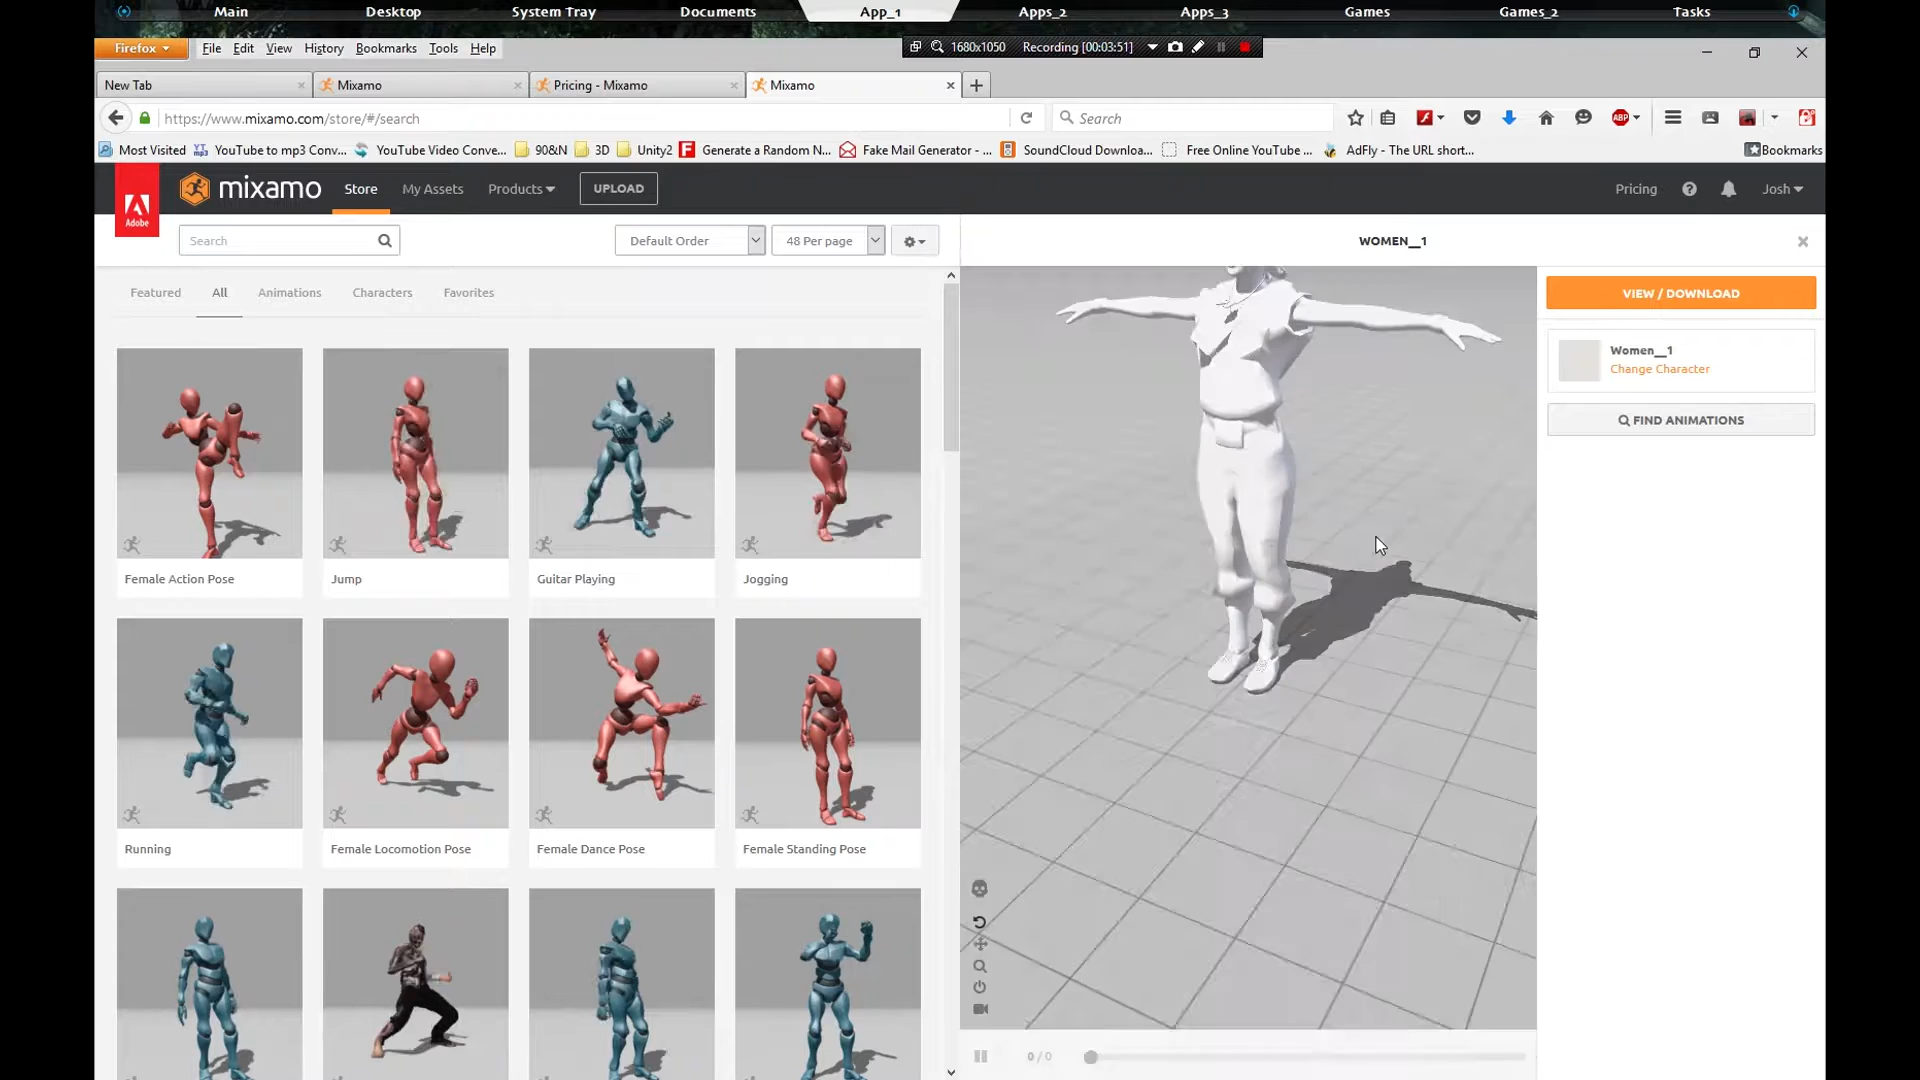 Main Desktop System Tray Documents App_1 Apps_2 Apps_3 Games Games_2 Tasks
Firefox File Edit View History Bookmarks Tools Help 1680x1050 Recording [00:03:51]
New Tab Mixamo Pricing - Mixamo Mixamo
https://www.mixamo.com/store/#/search Search ABP
Most Visited YouTube to mp3 Conv... YouTube Video Conve... 90&N 3D Unity2 Generate a Random N... Fake Mail Generator - ... SoundCloud Downloa... Free Online YouTube ... AdFly - The URL short... Bookmarks
Adobe mixamo Store My Assets Products UPLOAD Pricing Josh
Search Default Order 48 Per page WOMEN__1
Featured All Animations Characters Favorites VIEW / DOWNLOAD
Women__1
Change Character
FIND ANIMATIONS
Female Action Pose Jump Guitar Playing Jogging
Running Female Locomotion Pose Female Dance Pose Female Standing Pose
0 / 0